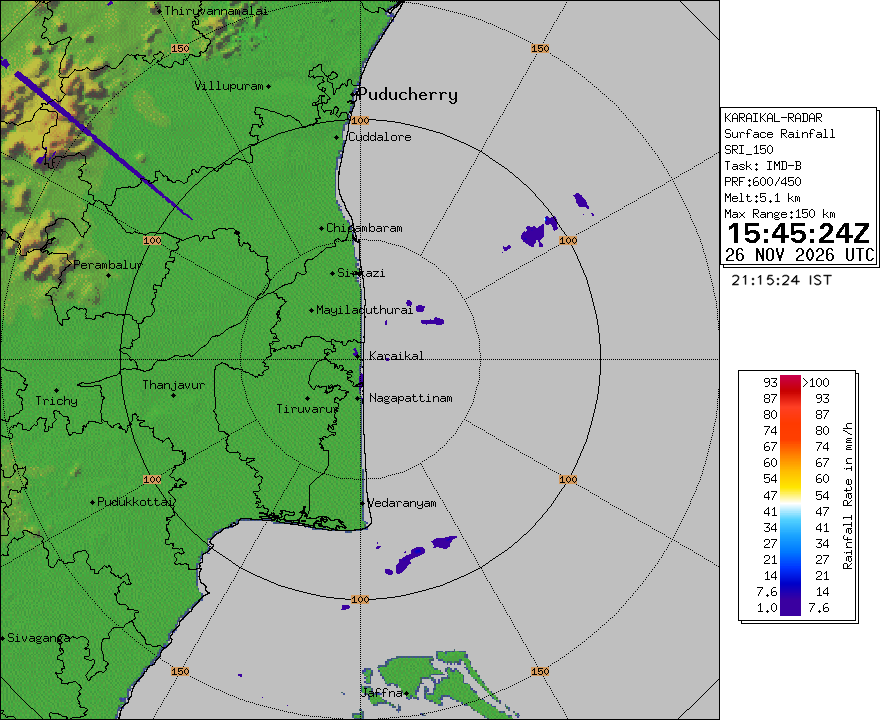 Thiruvannamalai
150
150
Villupuram
Puducherry
100
Cuddalore
Chidambaram
100
100
Perambalur
Sirkazi
Mayiladuthurai
Karaikal
Thanjavur
Trichy
Tiruvarur
Nagapattinam
100
100
Pudukkottai
Vedaranyam
100
Sivaganga
150
150
Jaffna
KARAIKAL-RADAR
Surface Rainfall
SRI_150
Task: IMD-B
PRF:600/450
Melt:5.1 km
Max Range:150 km
15:45:24Z
26 NOV 2026 UTC
21:15:24 IST
93 >100
87 93
80 87
74 80
67 74
60 67
54 60
47 54
41 47
34 41
27 34
21 27
14 21
7.6 14
1.0 7.6
Rainfall Rate in mm/h